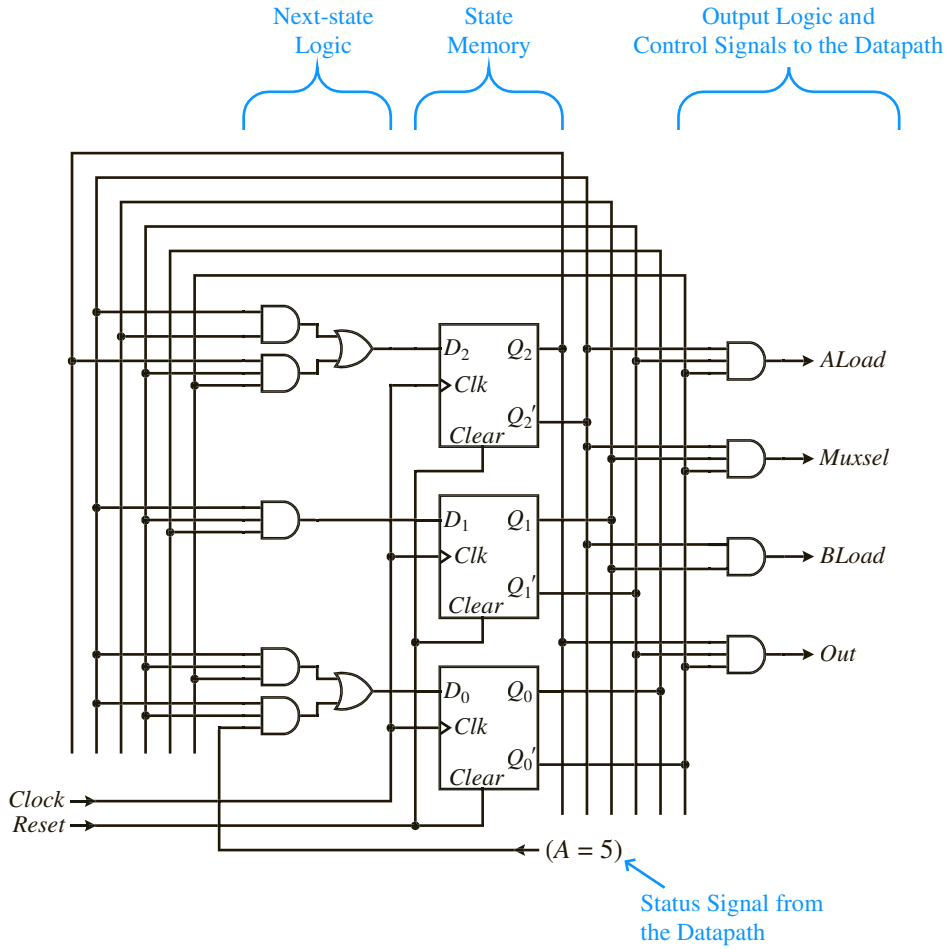 Next-state
Logic
State
Memory
Output Logic and
Control Signals to the Datapath
D₂
Q₂
Clk
Q₂′
Clear
ALoad
Muxsel
D₁
Q₁
Clk
Q₁′
Clear
BLoad
Out
D₀
Q₀
Clk
Q₀′
Clear
Clock
Reset
(A = 5)
Status Signal from
the Datapath